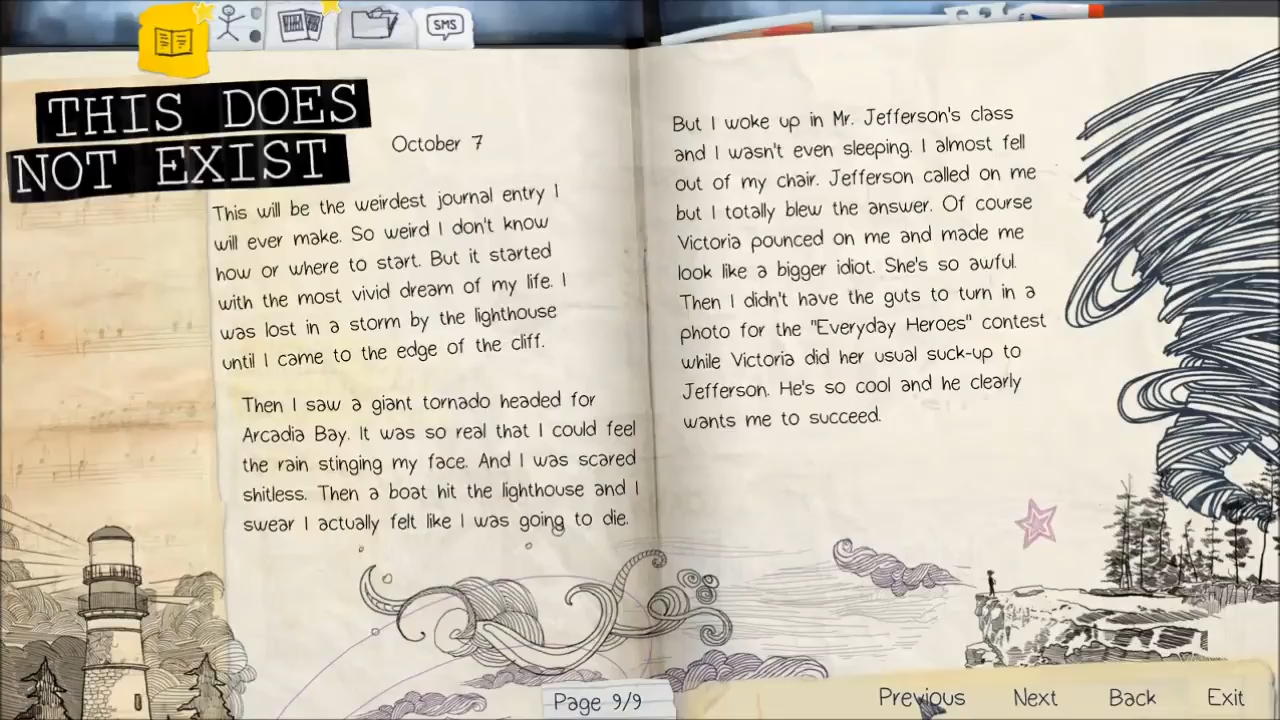 SMS
THIS DOES
NOT EXIST
October 7
This will be the weirdest journal entry I
will ever make. So weird I don't know
how or where to start. But it started
with the most vivid dream of my life. I
was lost in a storm by the lighthouse
until I came to the edge of the cliff.
Then I saw a giant tornado headed for
Arcadia Bay. It was so real that I could feel
the rain stinging my face. And I was scared
shitless. Then a boat hit the lighthouse and I
swear I actually felt like I was going to die.
But I woke up in Mr. Jefferson's class
and I wasn't even sleeping. I almost fell
out of my chair. Jefferson called on me
but I totally blew the answer. Of course
Victoria pounced on me and made me
look like a bigger idiot. She's so awful.
Then I didn't have the guts to turn in a
photo for the "Everyday Heroes" contest
while Victoria did her usual suck-up to
Jefferson. He's so cool and he clearly
wants me to succeed.
Page 9/9
Previous Next Back Exit